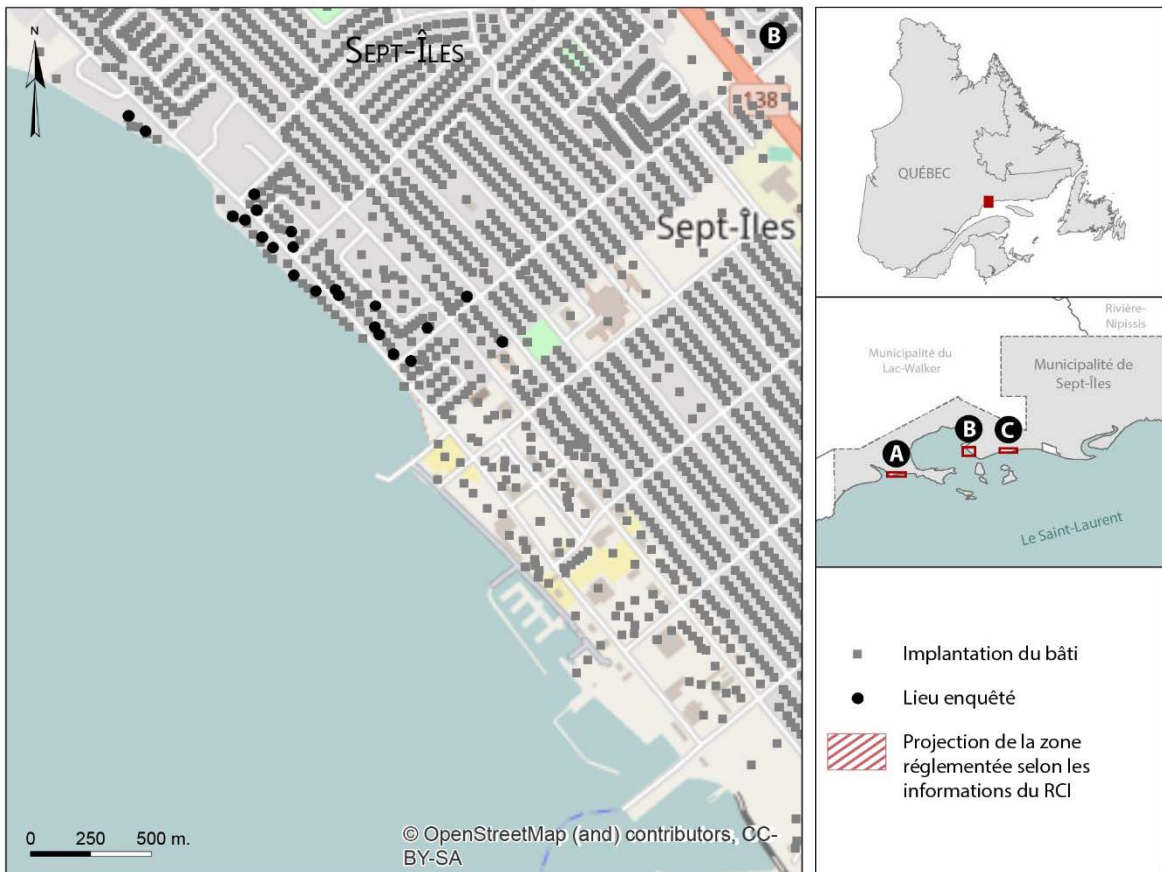 N
SEPT-ÎLES
B
138
Sept-Îles
0 250 500 m.
© OpenStreetMap (and) contributors, CC-
BY-SA
QUÉBEC
Rivière-
Nipissis
Municipalité du
Lac-Walker
Municipalité de
Sept-Îles
A
B
C
Le Saint-Laurent
Implantation du bâti
Lieu enquêté
Projection de la zone
réglementée selon les
informations du RCI